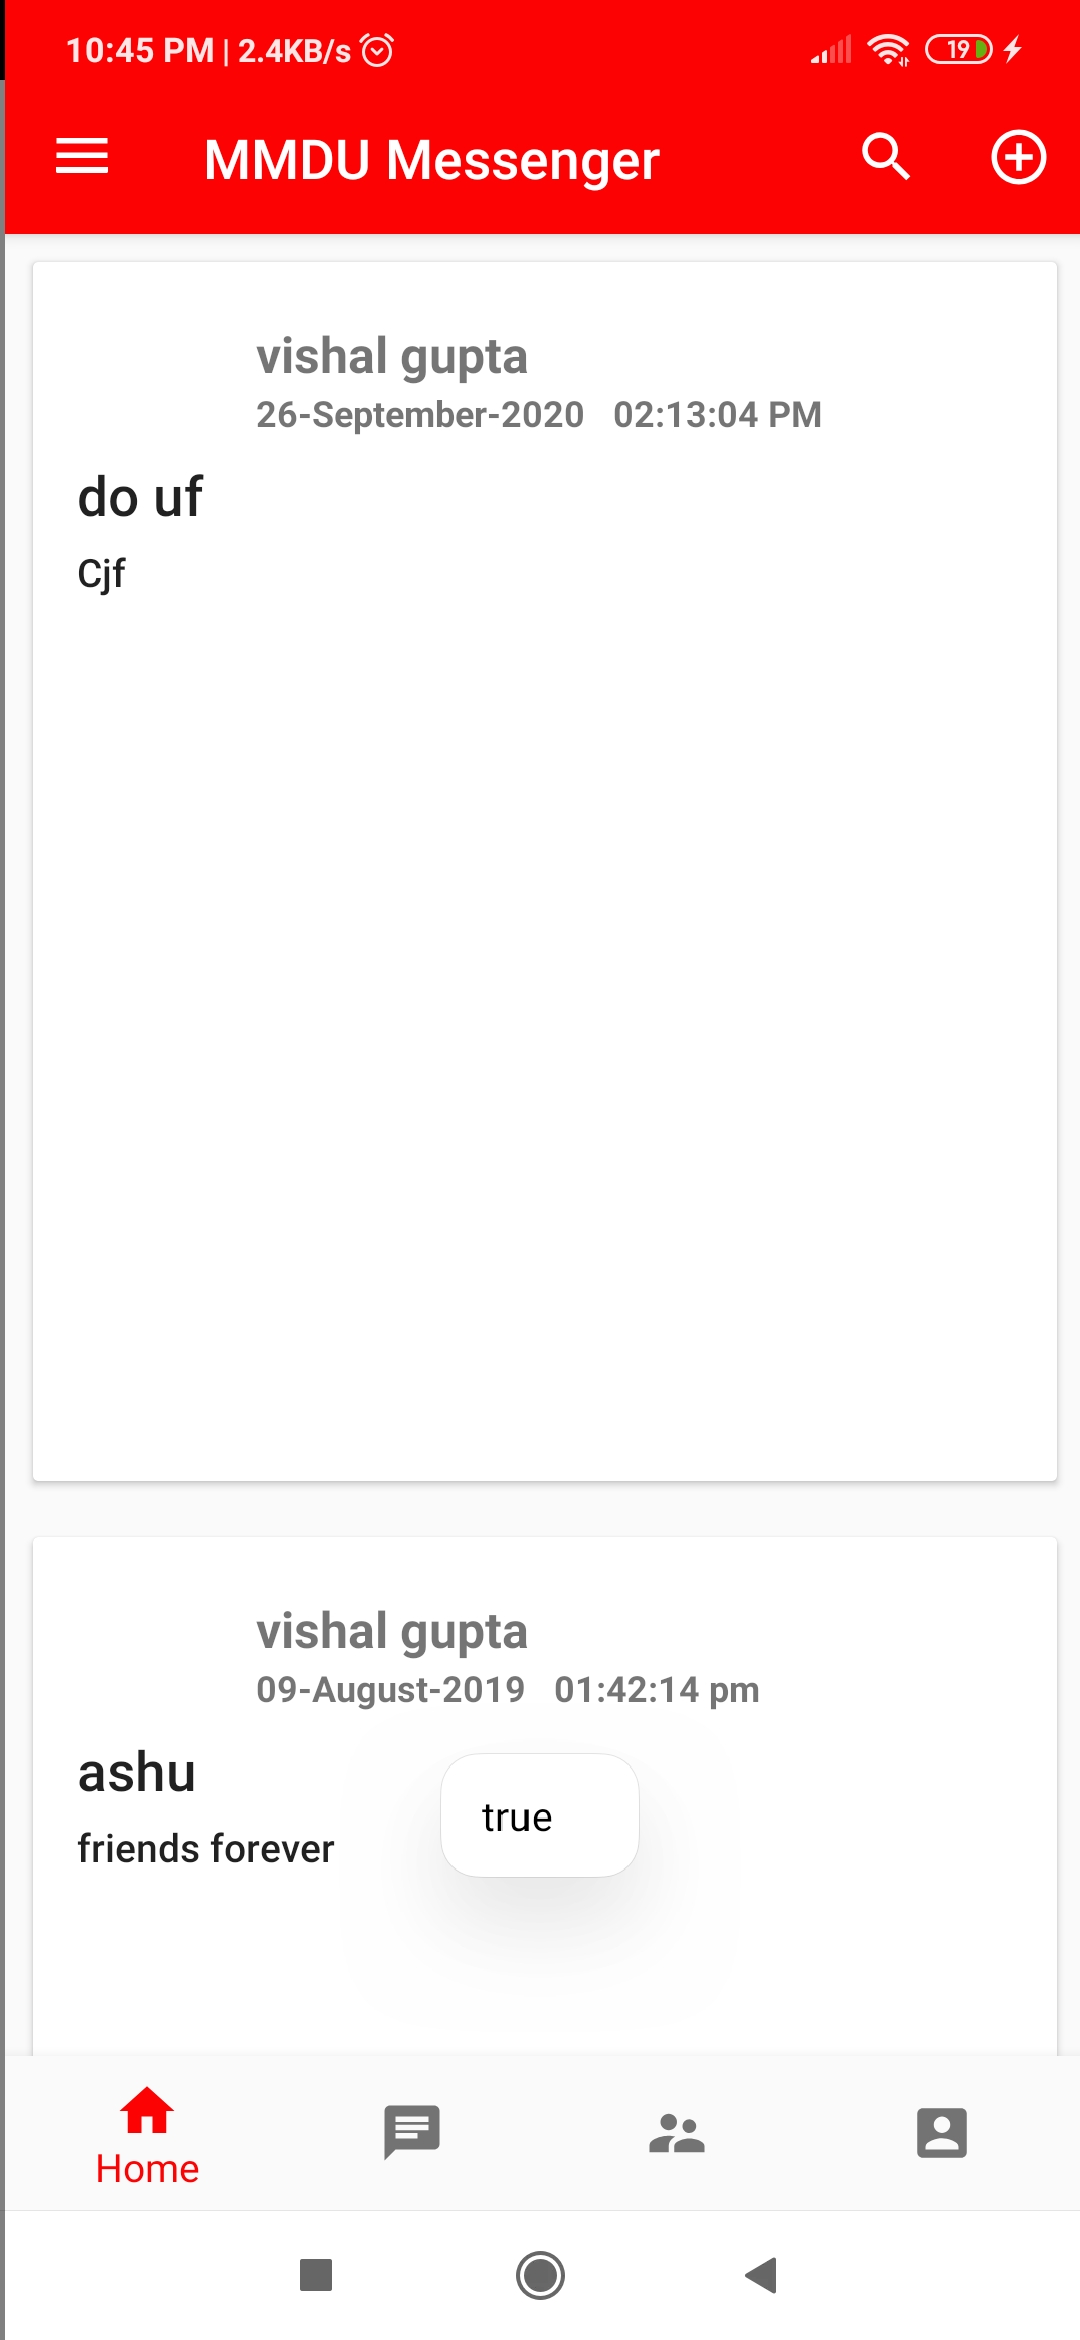 10:45 PM | 2.4KB/s 19
MMDU Messenger
vishal gupta
26-September-2020 02:13:04 PM
do uf
Cjf
vishal gupta
09-August-2019 01:42:14 pm
ashu
true
friends forever
Home